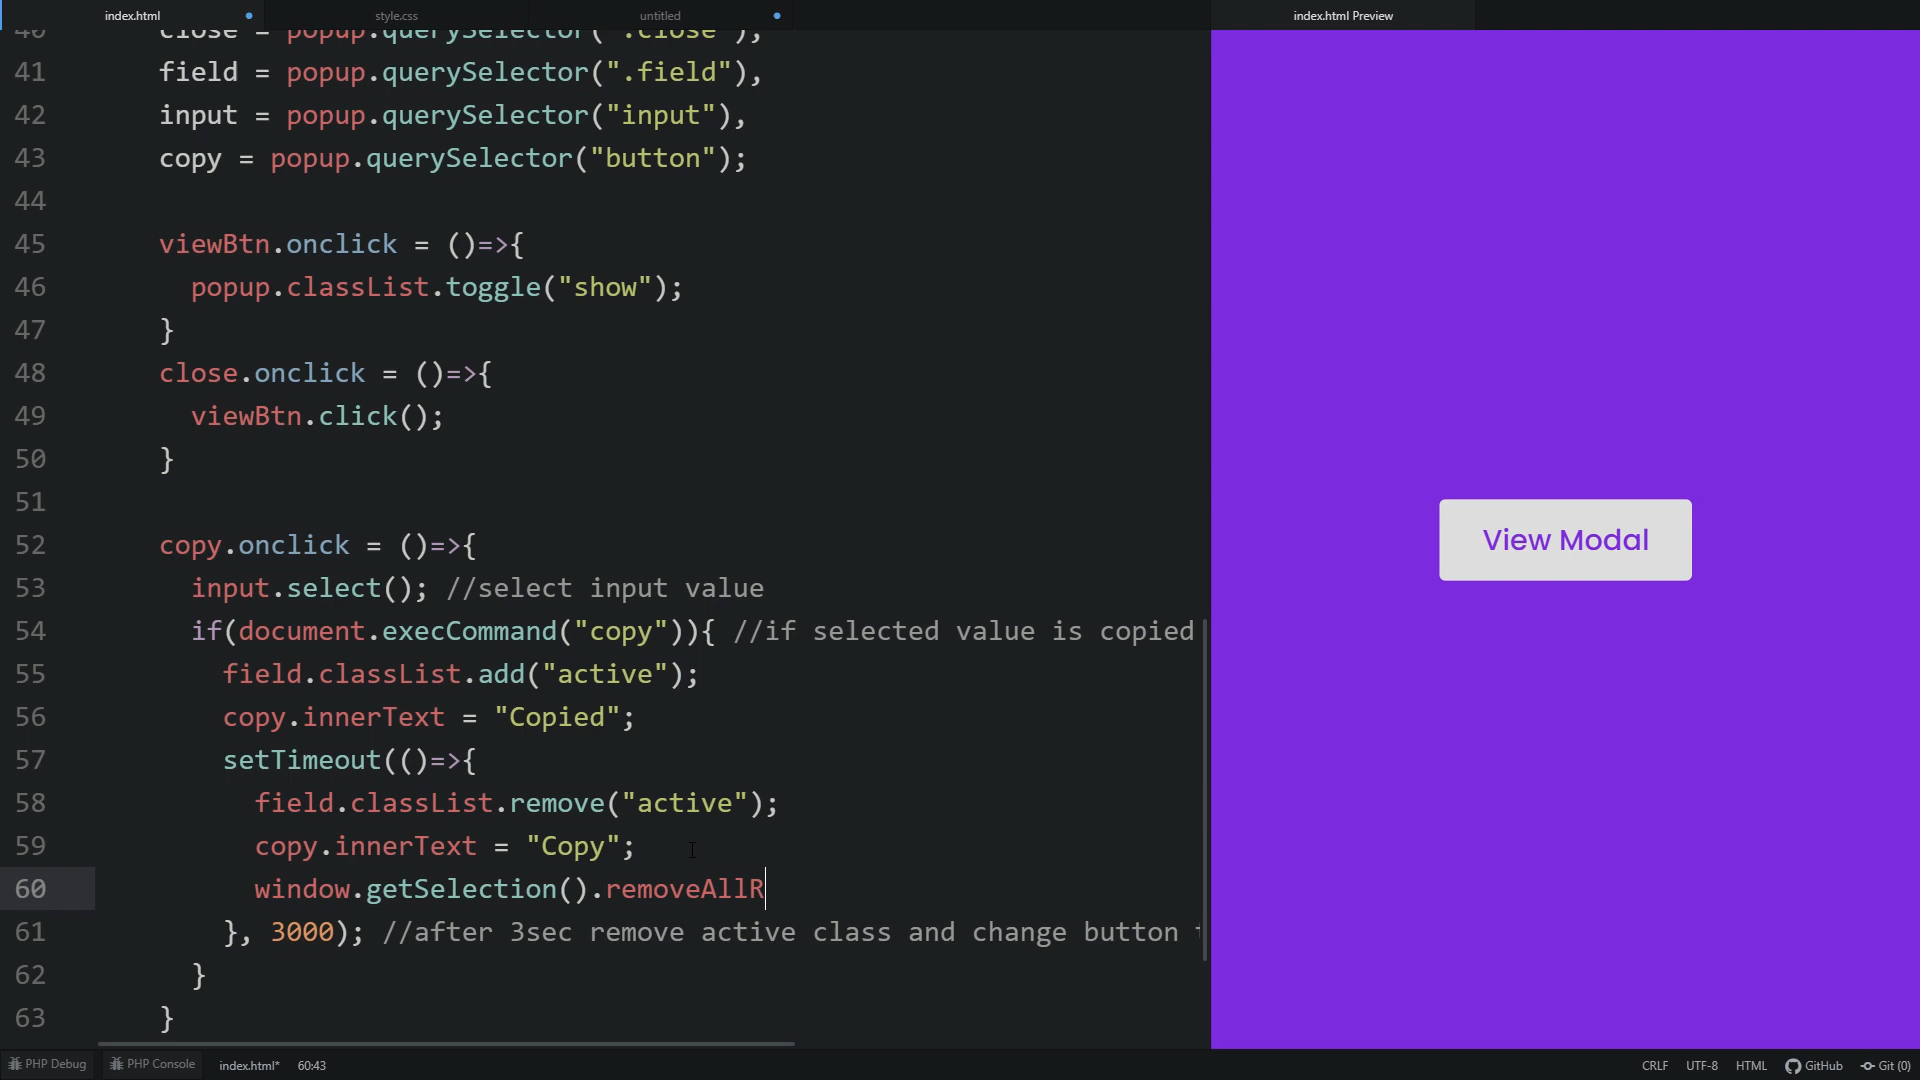 index.html
style.css
untitled
index.html Preview
40 close = popup.querySelector(".close"),
41 field = popup.querySelector(".field"),
42 input = popup.querySelector("input"),
43 copy = popup.querySelector("button");
44
45 viewBtn.onclick = ()=>{
46 popup.classList.toggle("show");
47 }
48 close.onclick = ()=>{
49 viewBtn.click();
50 }
51
52 copy.onclick = ()=>{
53 input.select(); //select input value
54 if(document.execCommand("copy")){ //if selected value is copied
55 field.classList.add("active");
56 copy.innerText = "Copied";
57 setTimeout(()=>{
58 field.classList.remove("active");
59 copy.innerText = "Copy";
60 window.getSelection().removeAllR
61 }, 3000); //after 3sec remove active class and change button
62 }
63 }
View Modal
PHP Debug PHP Console index.html* 60:43 CRLF UTF-8 HTML GitHub Git (0)